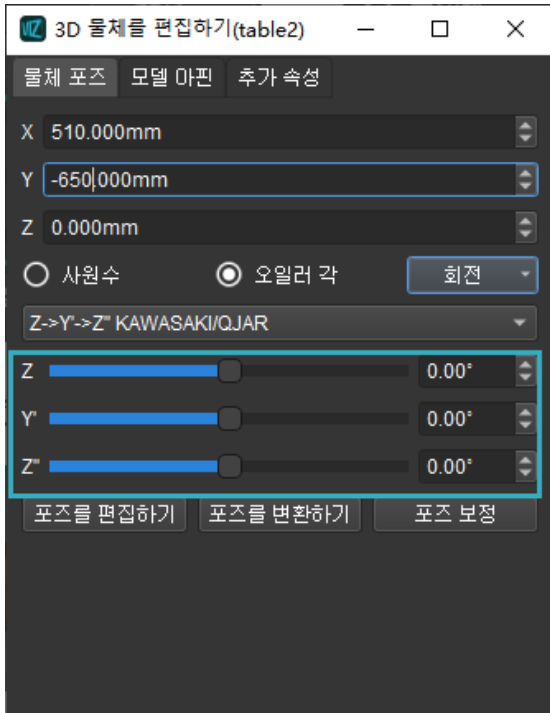 VIZ 3D 물체를 편집하기(table2)
물체 포즈 모델 아핀 추가 속성
X 510.000mm
Y -650.000mm
Z 0.000mm
사원수 오일러 각 회전
Z->Y'->Z'' KAWASAKI/QJAR
Z 0.00°
Y' 0.00°
Z'' 0.00°
포즈를 편집하기 포즈를 변환하기 포즈 보정